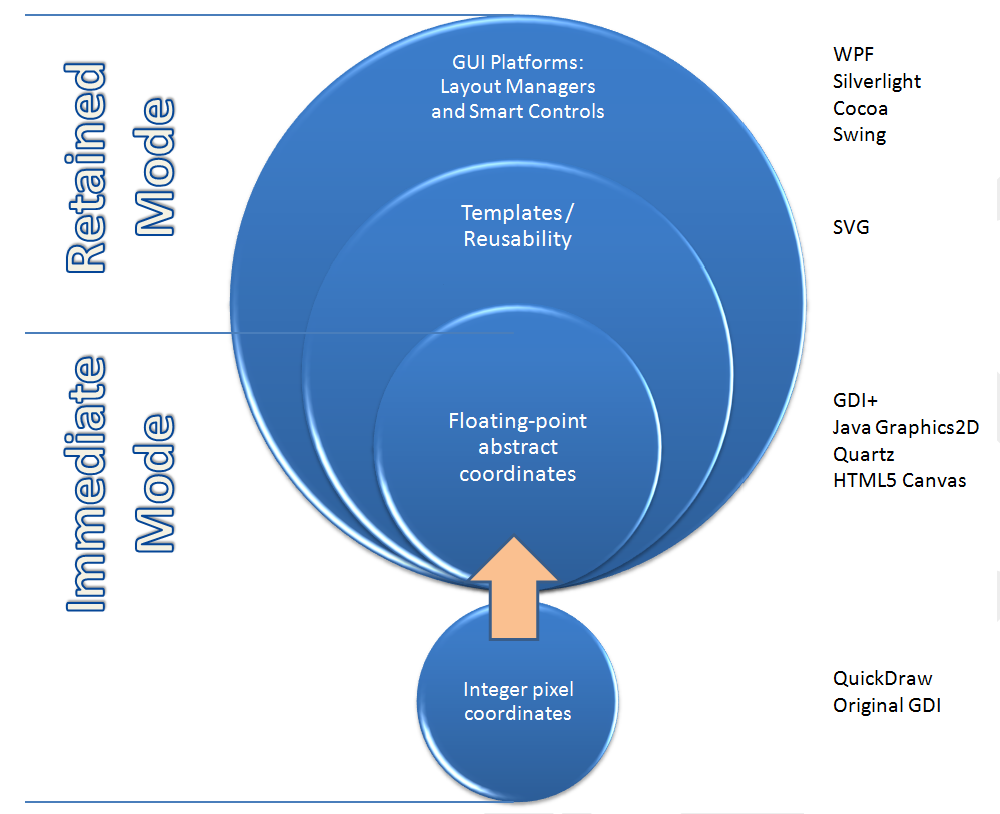 Retained
Mode
GUI Platforms:
Layout Managers
and Smart Controls
WPF
Silverlight
Cocoa
Swing
Templates /
Reusability
SVG
Immediate
Mode
Floating-point
abstract
coordinates
GDI+
Java Graphics2D
Quartz
HTML5 Canvas
Integer pixel
coordinates
QuickDraw
Original GDI